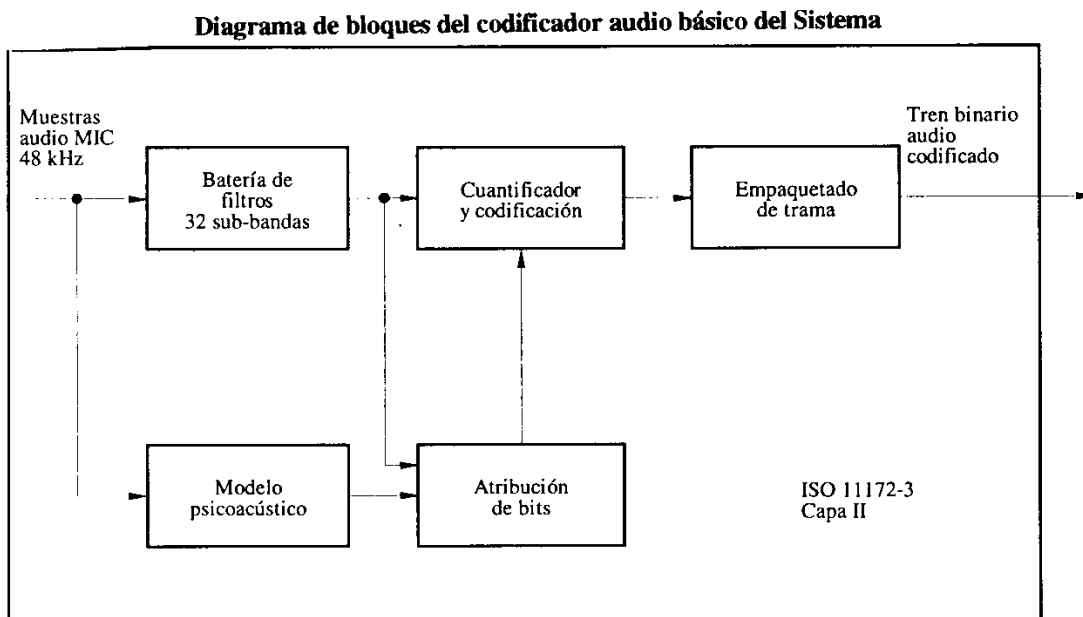 Diagrama de bloques del codificador audio básico del Sistema
Muestras
audio MIC
48 kHz
Batería de
filtros
32 sub-bandas
Cuantificador
y codificación
Empaquetado
de trama
Tren binario
audio
codificado
Modelo
psicoacústico
Atribución
de bits
ISO 11172-3
Capa II